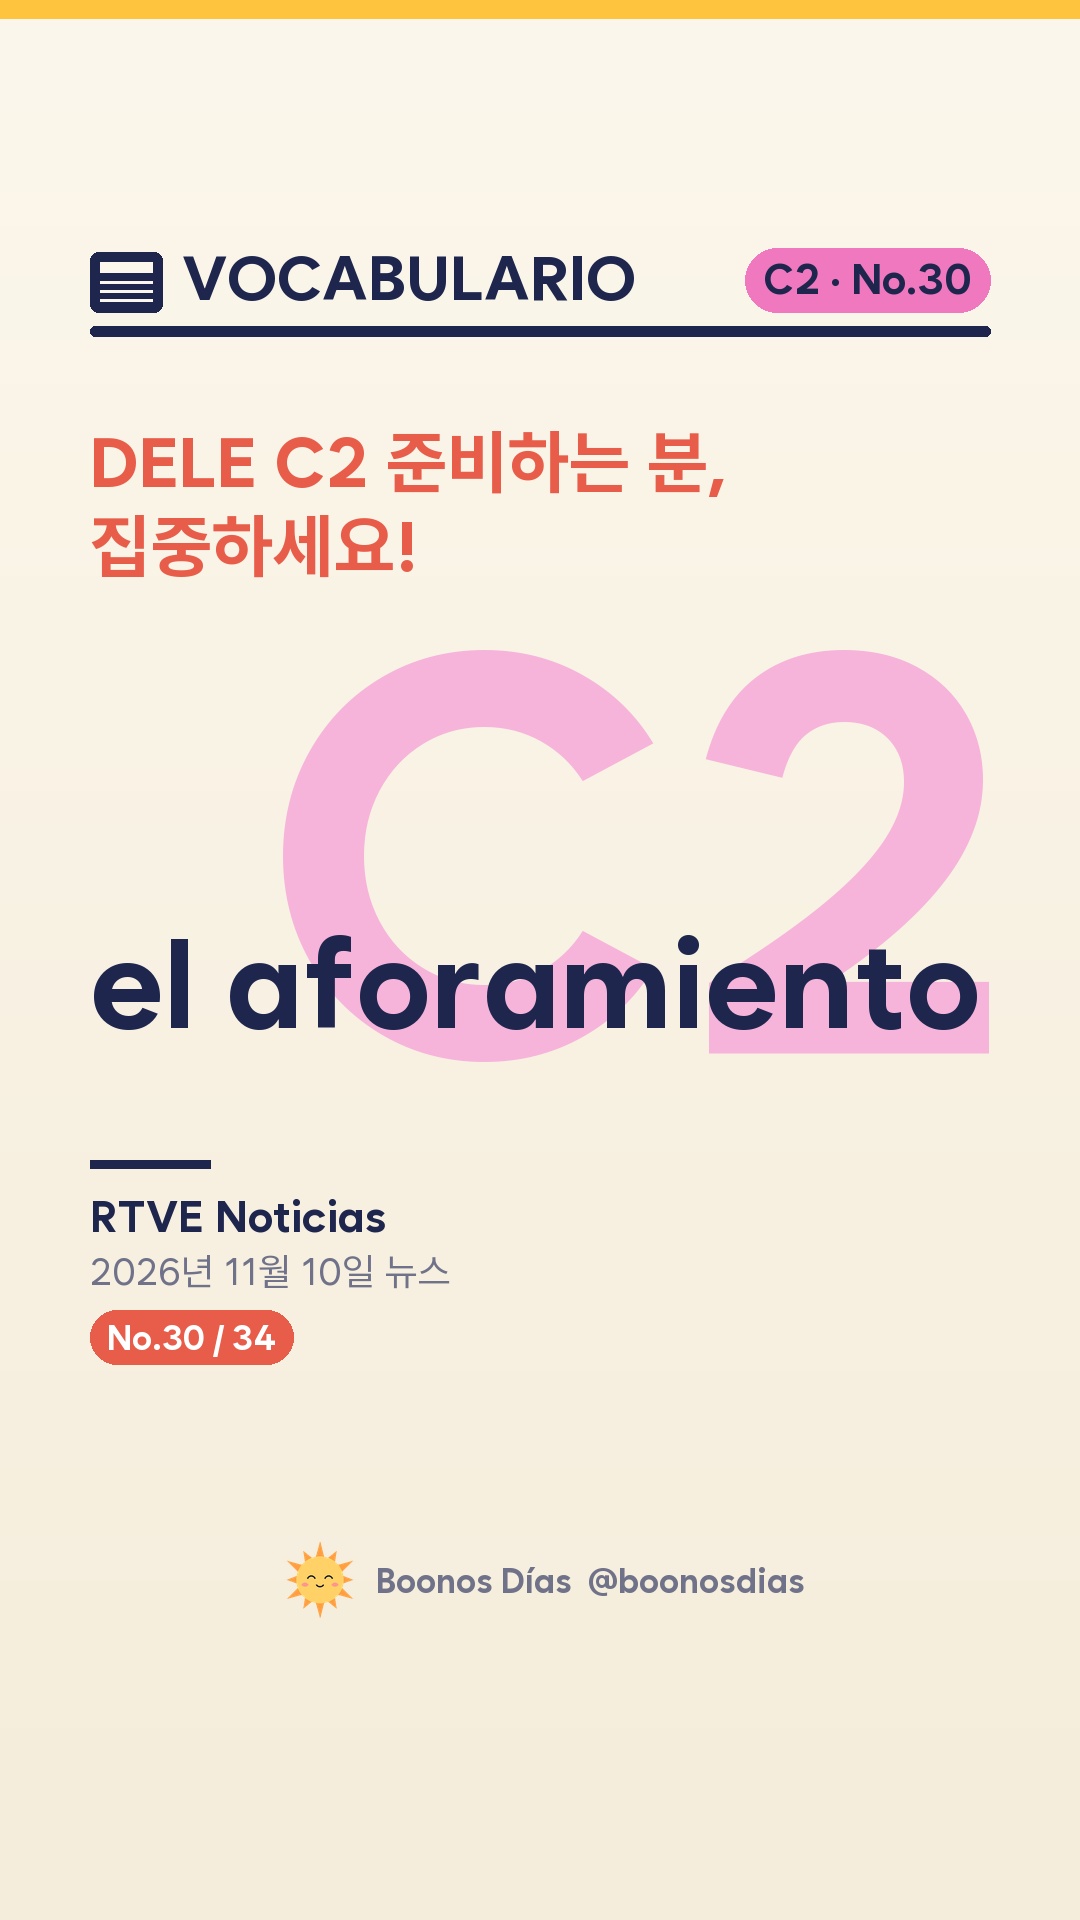 VOCABULARIO
C2 · No.30
DELE C2 준비하는 분,
집중하세요!
C2
el aforamiento
RTVE Noticias
2026년 11월 10일 뉴스
No.30 / 34
Boonos Días @boonosdias